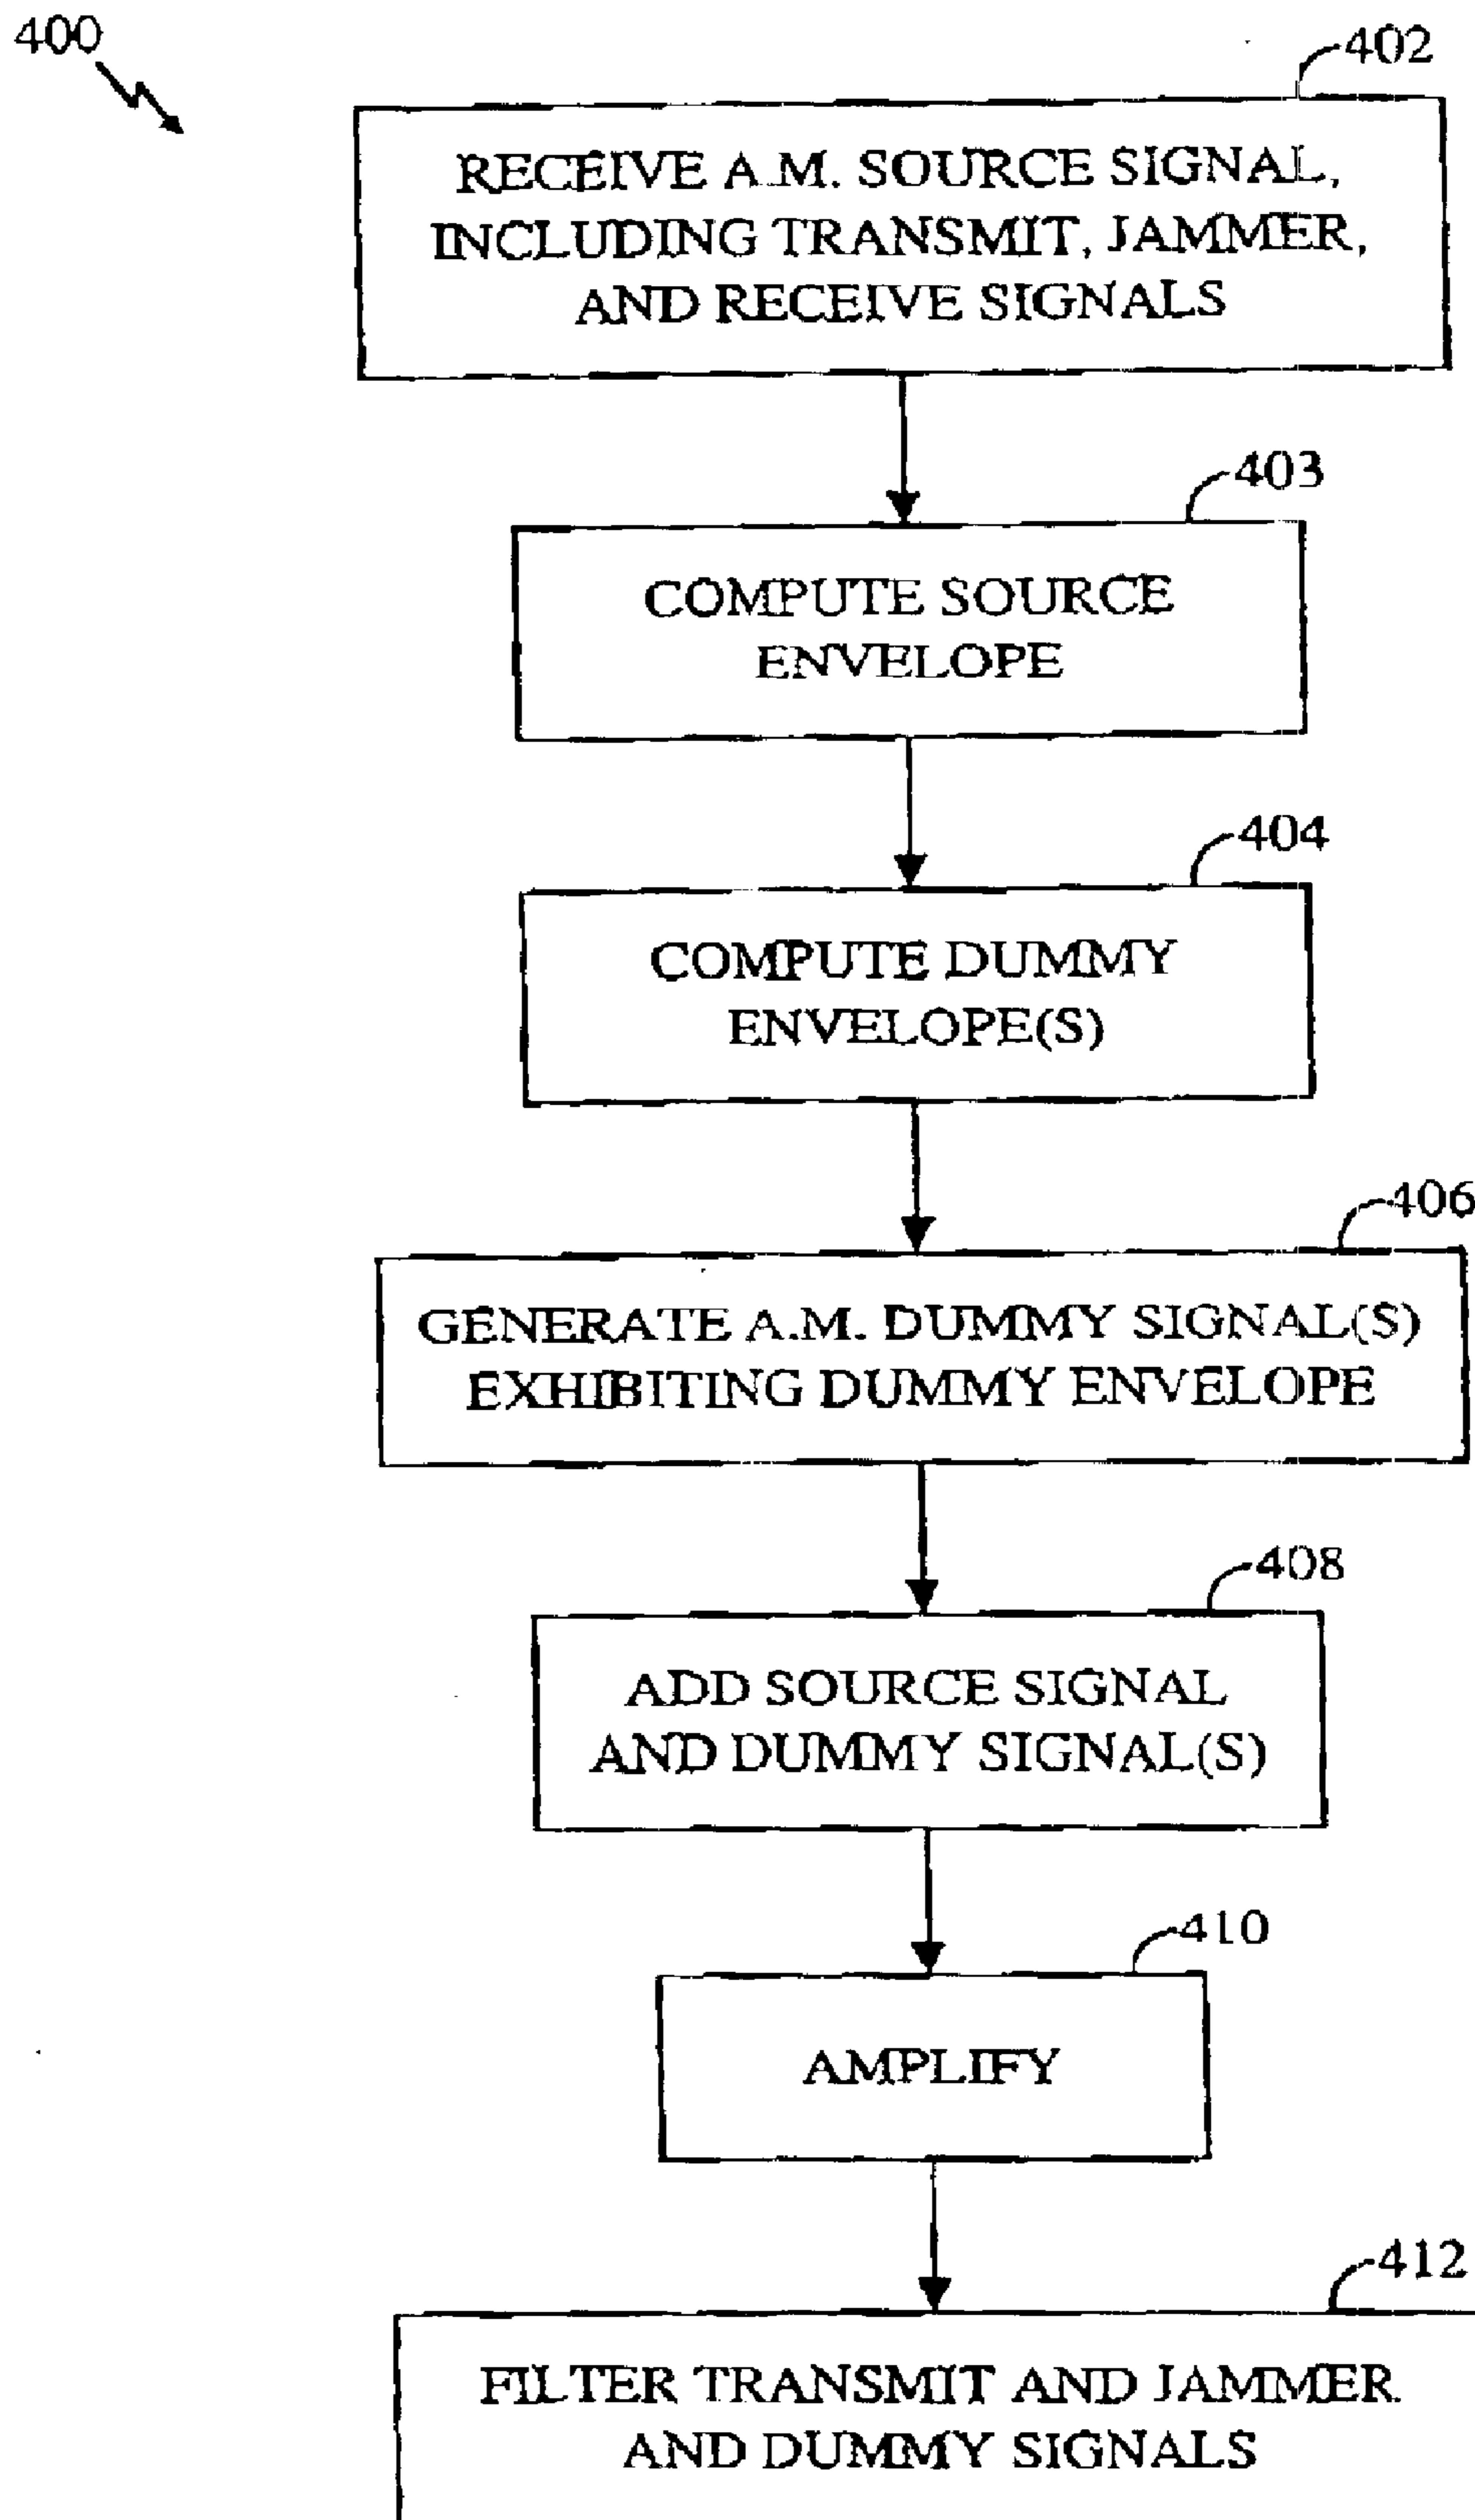 400
402
RECEIVE A.M. SOURCE SIGNAL,
INCLUDING TRANSMIT, JAMMER,
AND RECEIVE SIGNALS
403
COMPUTE SOURCE
ENVELOPE
404
COMPUTE DUMMY
ENVELOPE(S)
406
GENERATE A.M. DUMMY SIGNAL(S)
EXHIBITING DUMMY ENVELOPE
408
ADD SOURCE SIGNAL
AND DUMMY SIGNAL(S)
410
AMPLIFY
412
FILTER TRANSMIT AND JAMMER
AND DUMMY SIGNALS